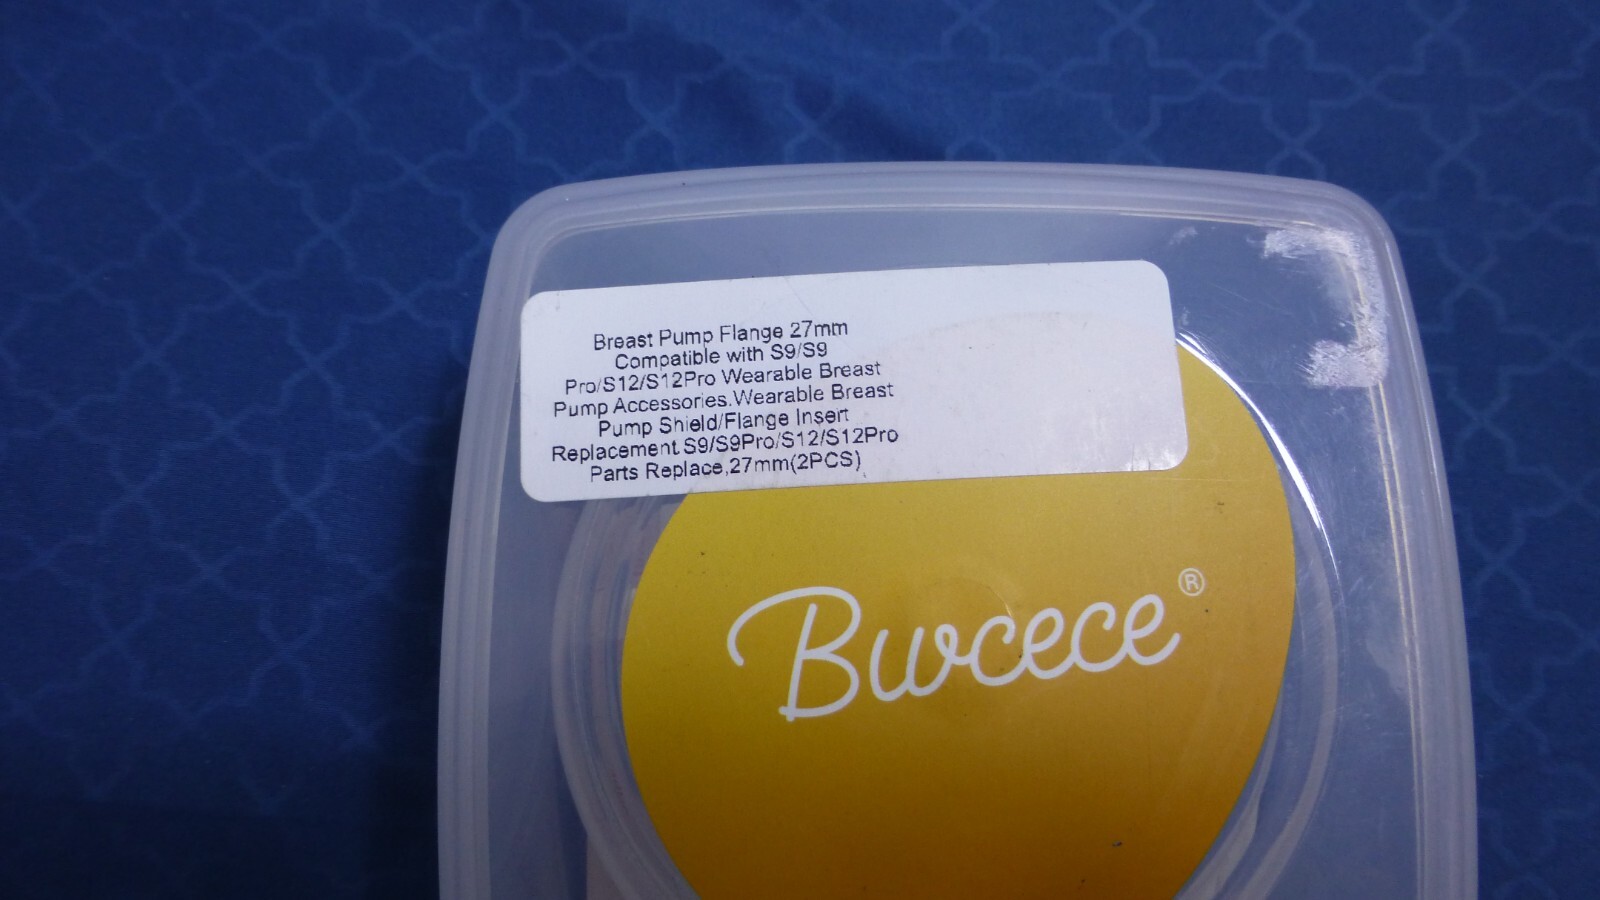 Breast Pump Flange 27mm
Compatible with S9/S9
Pro/S12/S12Pro Wearable Breast
Pump Accessories.Wearable Breast
Pump Shield/Flange Insert
Replacement.S9/S9Pro/S12/S12Pro
Parts Replace,27mm(2PCS)
Bwcece®